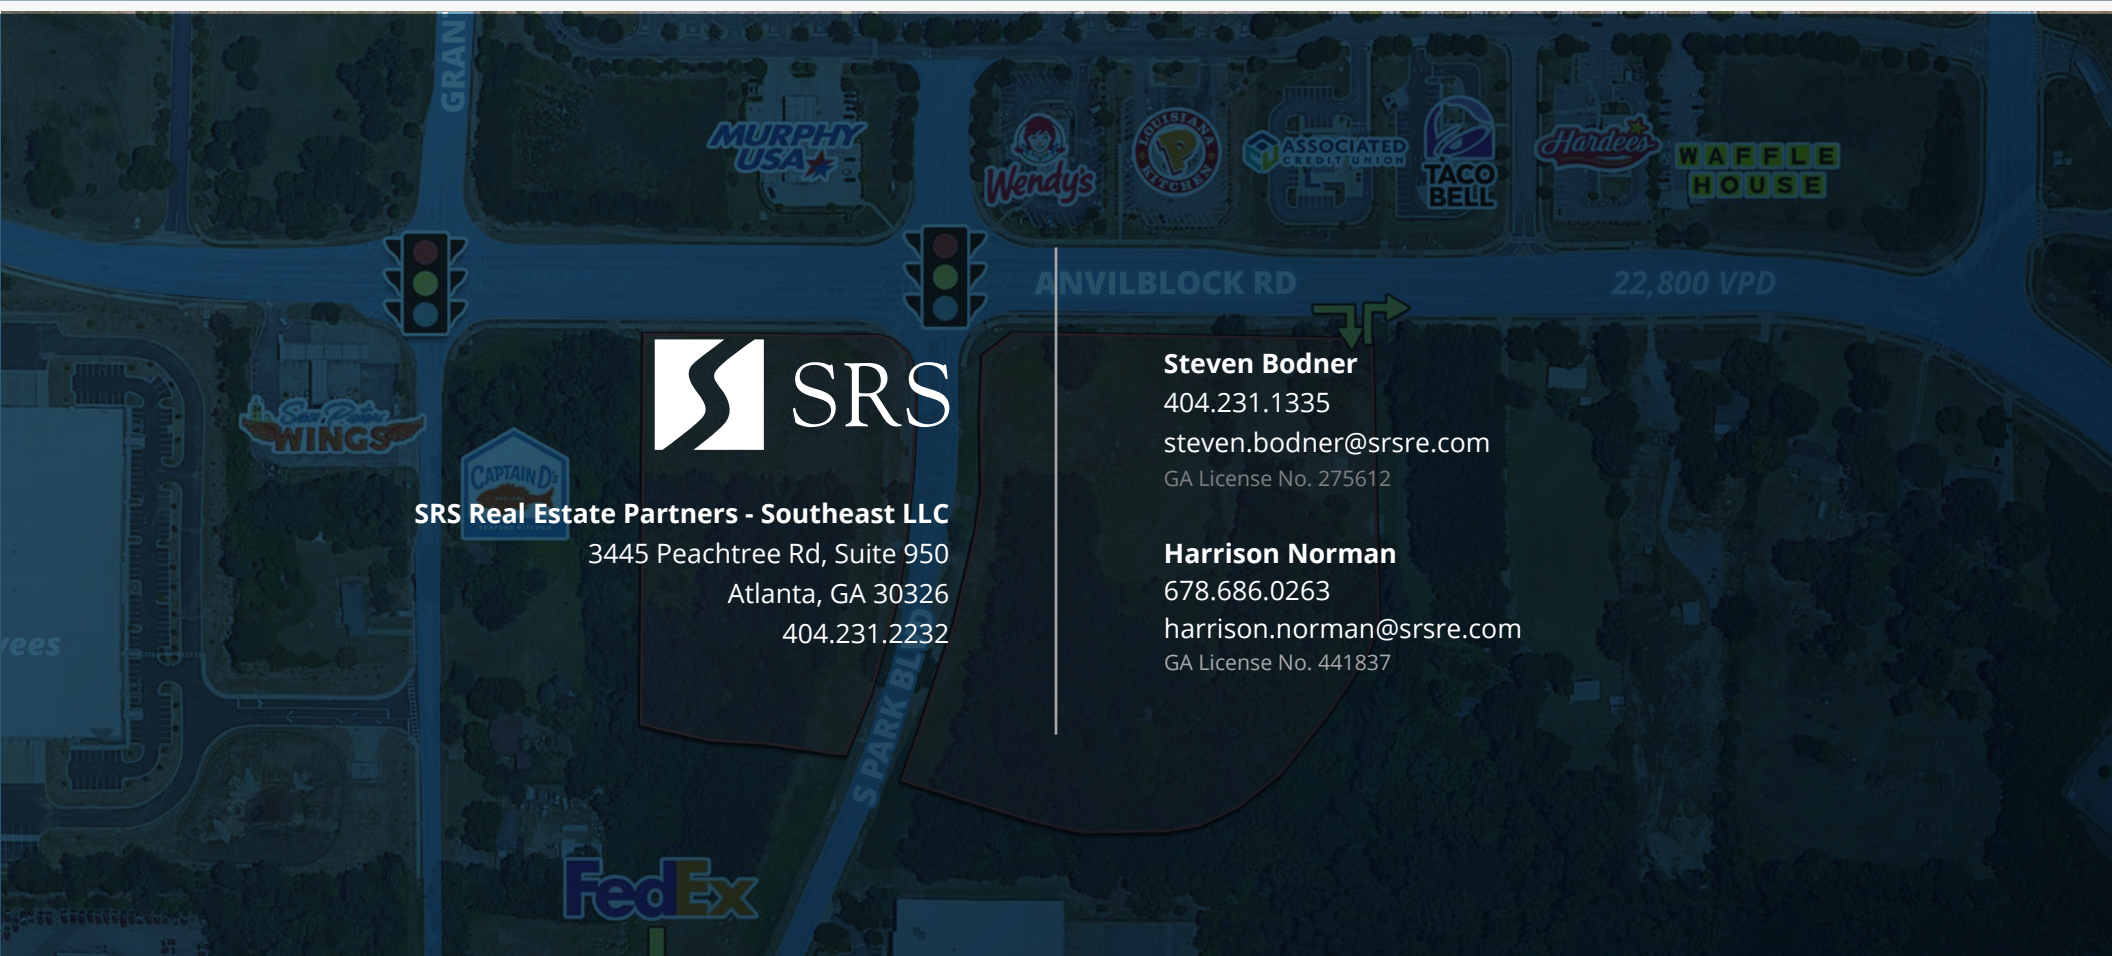 GRAN
MURPHY
USA
Wendy's
LOUISIANA
P
KITCHEN
ASSOCIATED
CREDIT UNION
TACO
BELL
Hardee's
WAFFLE
HOUSE
ANVILBLOCK RD
22,800 VPD
WINGS
CAPTAIN D's
SRS
SRS Real Estate Partners - Southeast LLC
3445 Peachtree Rd, Suite 950
Atlanta, GA 30326
404.231.2232
Steven Bodner
404.231.1335
steven.bodner@srsre.com
GA License No. 275612
Harrison Norman
678.686.0263
harrison.norman@srsre.com
GA License No. 441837
yees
S PARK BLVD
FedEx